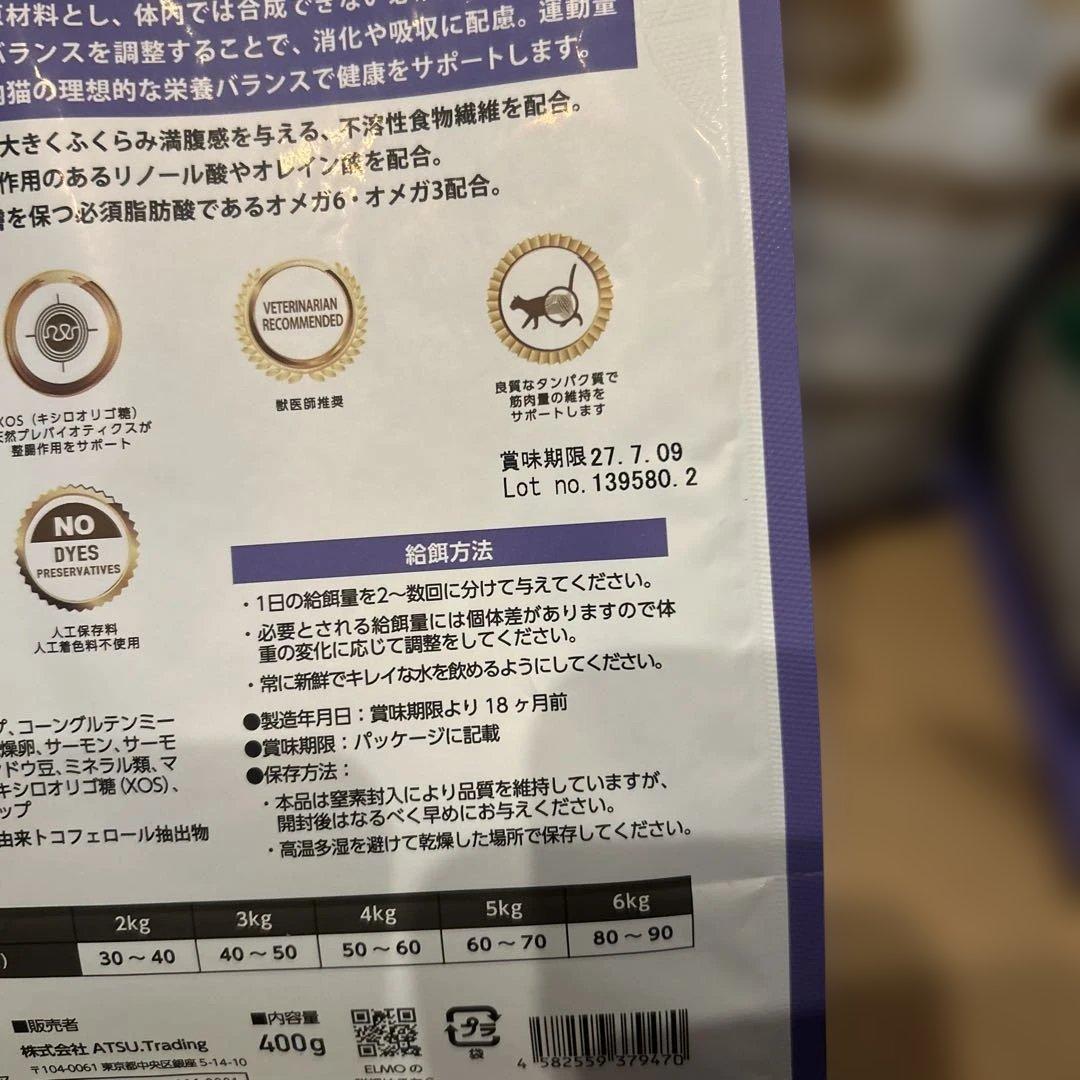 材料とし、体内では合成できない
バランスを調整することで、消化や吸収に配慮。運動量
猫の理想的な栄養バランスで健康をサポートします。
大きくふくらみ満腹感を与える、不溶性食物繊維を配合。
作用のあるリノール酸やオレイン酸を配合。
を保つ必須脂肪酸であるオメガ6・オメガ3配合。
VETERINARIAN
RECOMMENDED
獣医師推奨
良質なタンパク質で
筋肉量の維持を
サポートします
XOS（キシロオリゴ糖）
天然プレバイオティクスが
整腸作用をサポート
賞味期限27.7.09
Lot no.139580.2
NO
DYES
PRESERVATIVES
人工保存料
人工着色料不使用
給餌方法
・1日の給餌量を2～数回に分けて与えてください。
・必要とされる給餌量には個体差がありますので体
重の変化に応じて調整をしてください。
・常に新鮮でキレイな水を飲めるようにしてください。
●製造年月日：賞味期限より18ヶ月前
●賞味期限：パッケージに記載
●保存方法：
・本品は窒素封入により品質を維持していますが、
開封後はなるべく早めにお与えください。
・高温多湿を避けて乾燥した場所で保存してください。
プ、コーングルテンミー
燥卵、サーモン、サーモ
ドウ豆、ミネラル類、マ
キシロオリゴ糖（XOS）、
ップ
由来トコフェロール抽出物
2kg 3kg 4kg 5kg 6kg
) 30～40 40～50 50～60 60～70 80～90
■販売者
株式会社 ATSU.Trading
〒104-0061 東京都中央区銀座5-14-10
■内容量
400g
ELMOの
プラ
袋
4 582559 379470